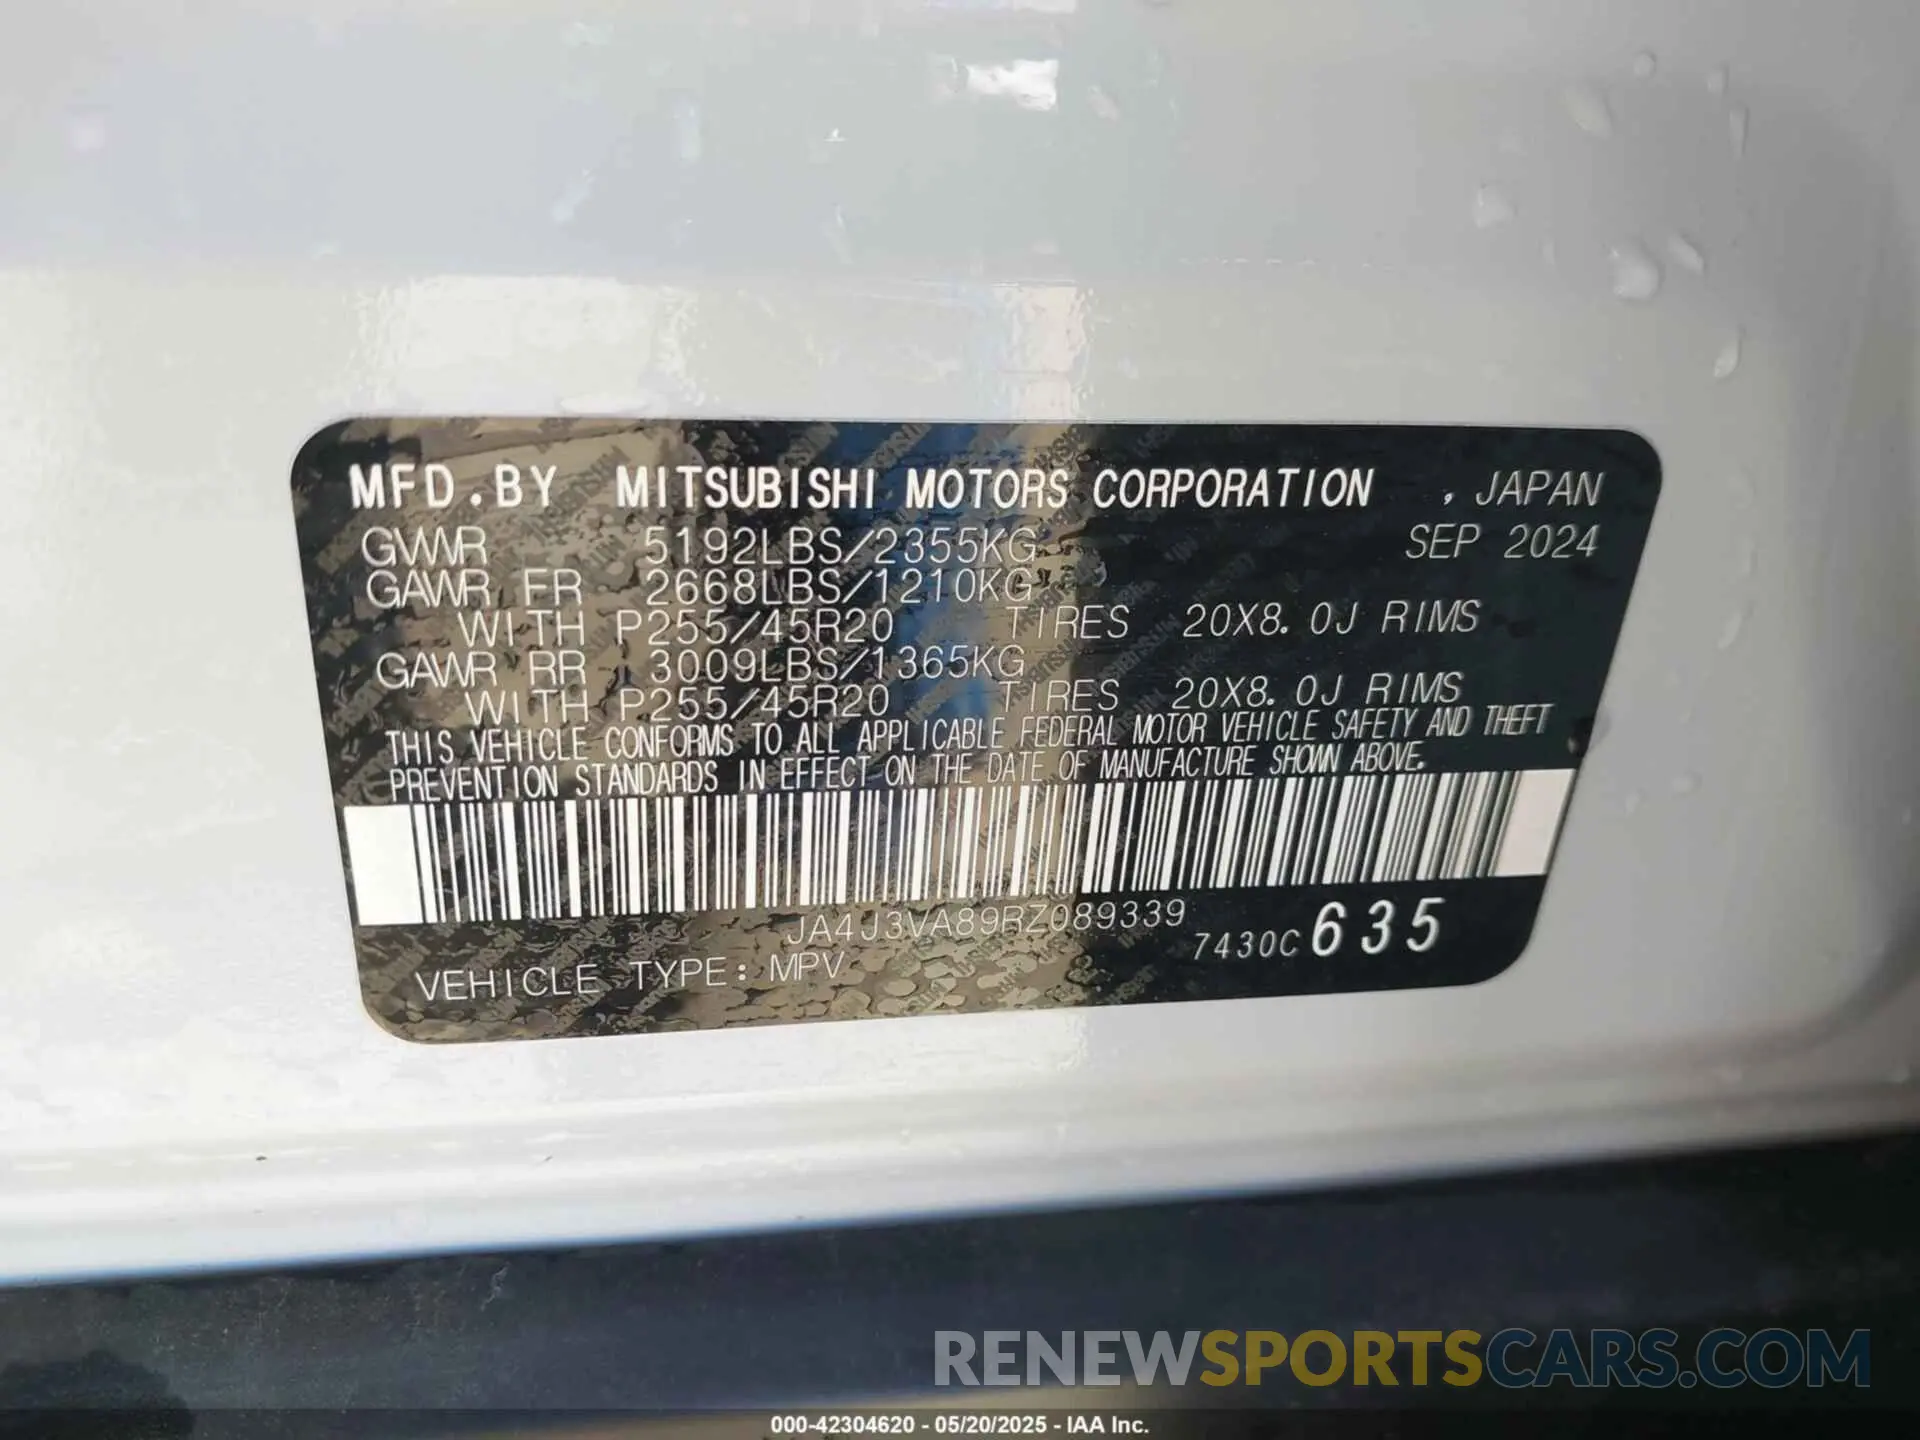 MFD.BY MITSUBISHI MOTORS CORPORATION , JAPAN
GVWR 5192LBS/2355KG SEP 2024
GAWR FR 2668LBS/1210KG
WITH P255/45R20 TIRES 20X8.0J RIMS
GAWR RR 3009LBS/1365KG
WITH P255/45R20 TIRES 20X8.0J RIMS
THIS VEHICLE CONFORMS TO ALL APPLICABLE FEDERAL MOTOR VEHICLE SAFETY AND THEFT
PREVENTION STANDARDS IN EFFECT ON THE DATE OF MANUFACTURE SHOWN ABOVE.
JA4J3VA89RZ089339
7430C 635
VEHICLE TYPE: MPV
RENEWSPORTSCARS.COM
000-42304620 - 05/20/2025 - IAA Inc.